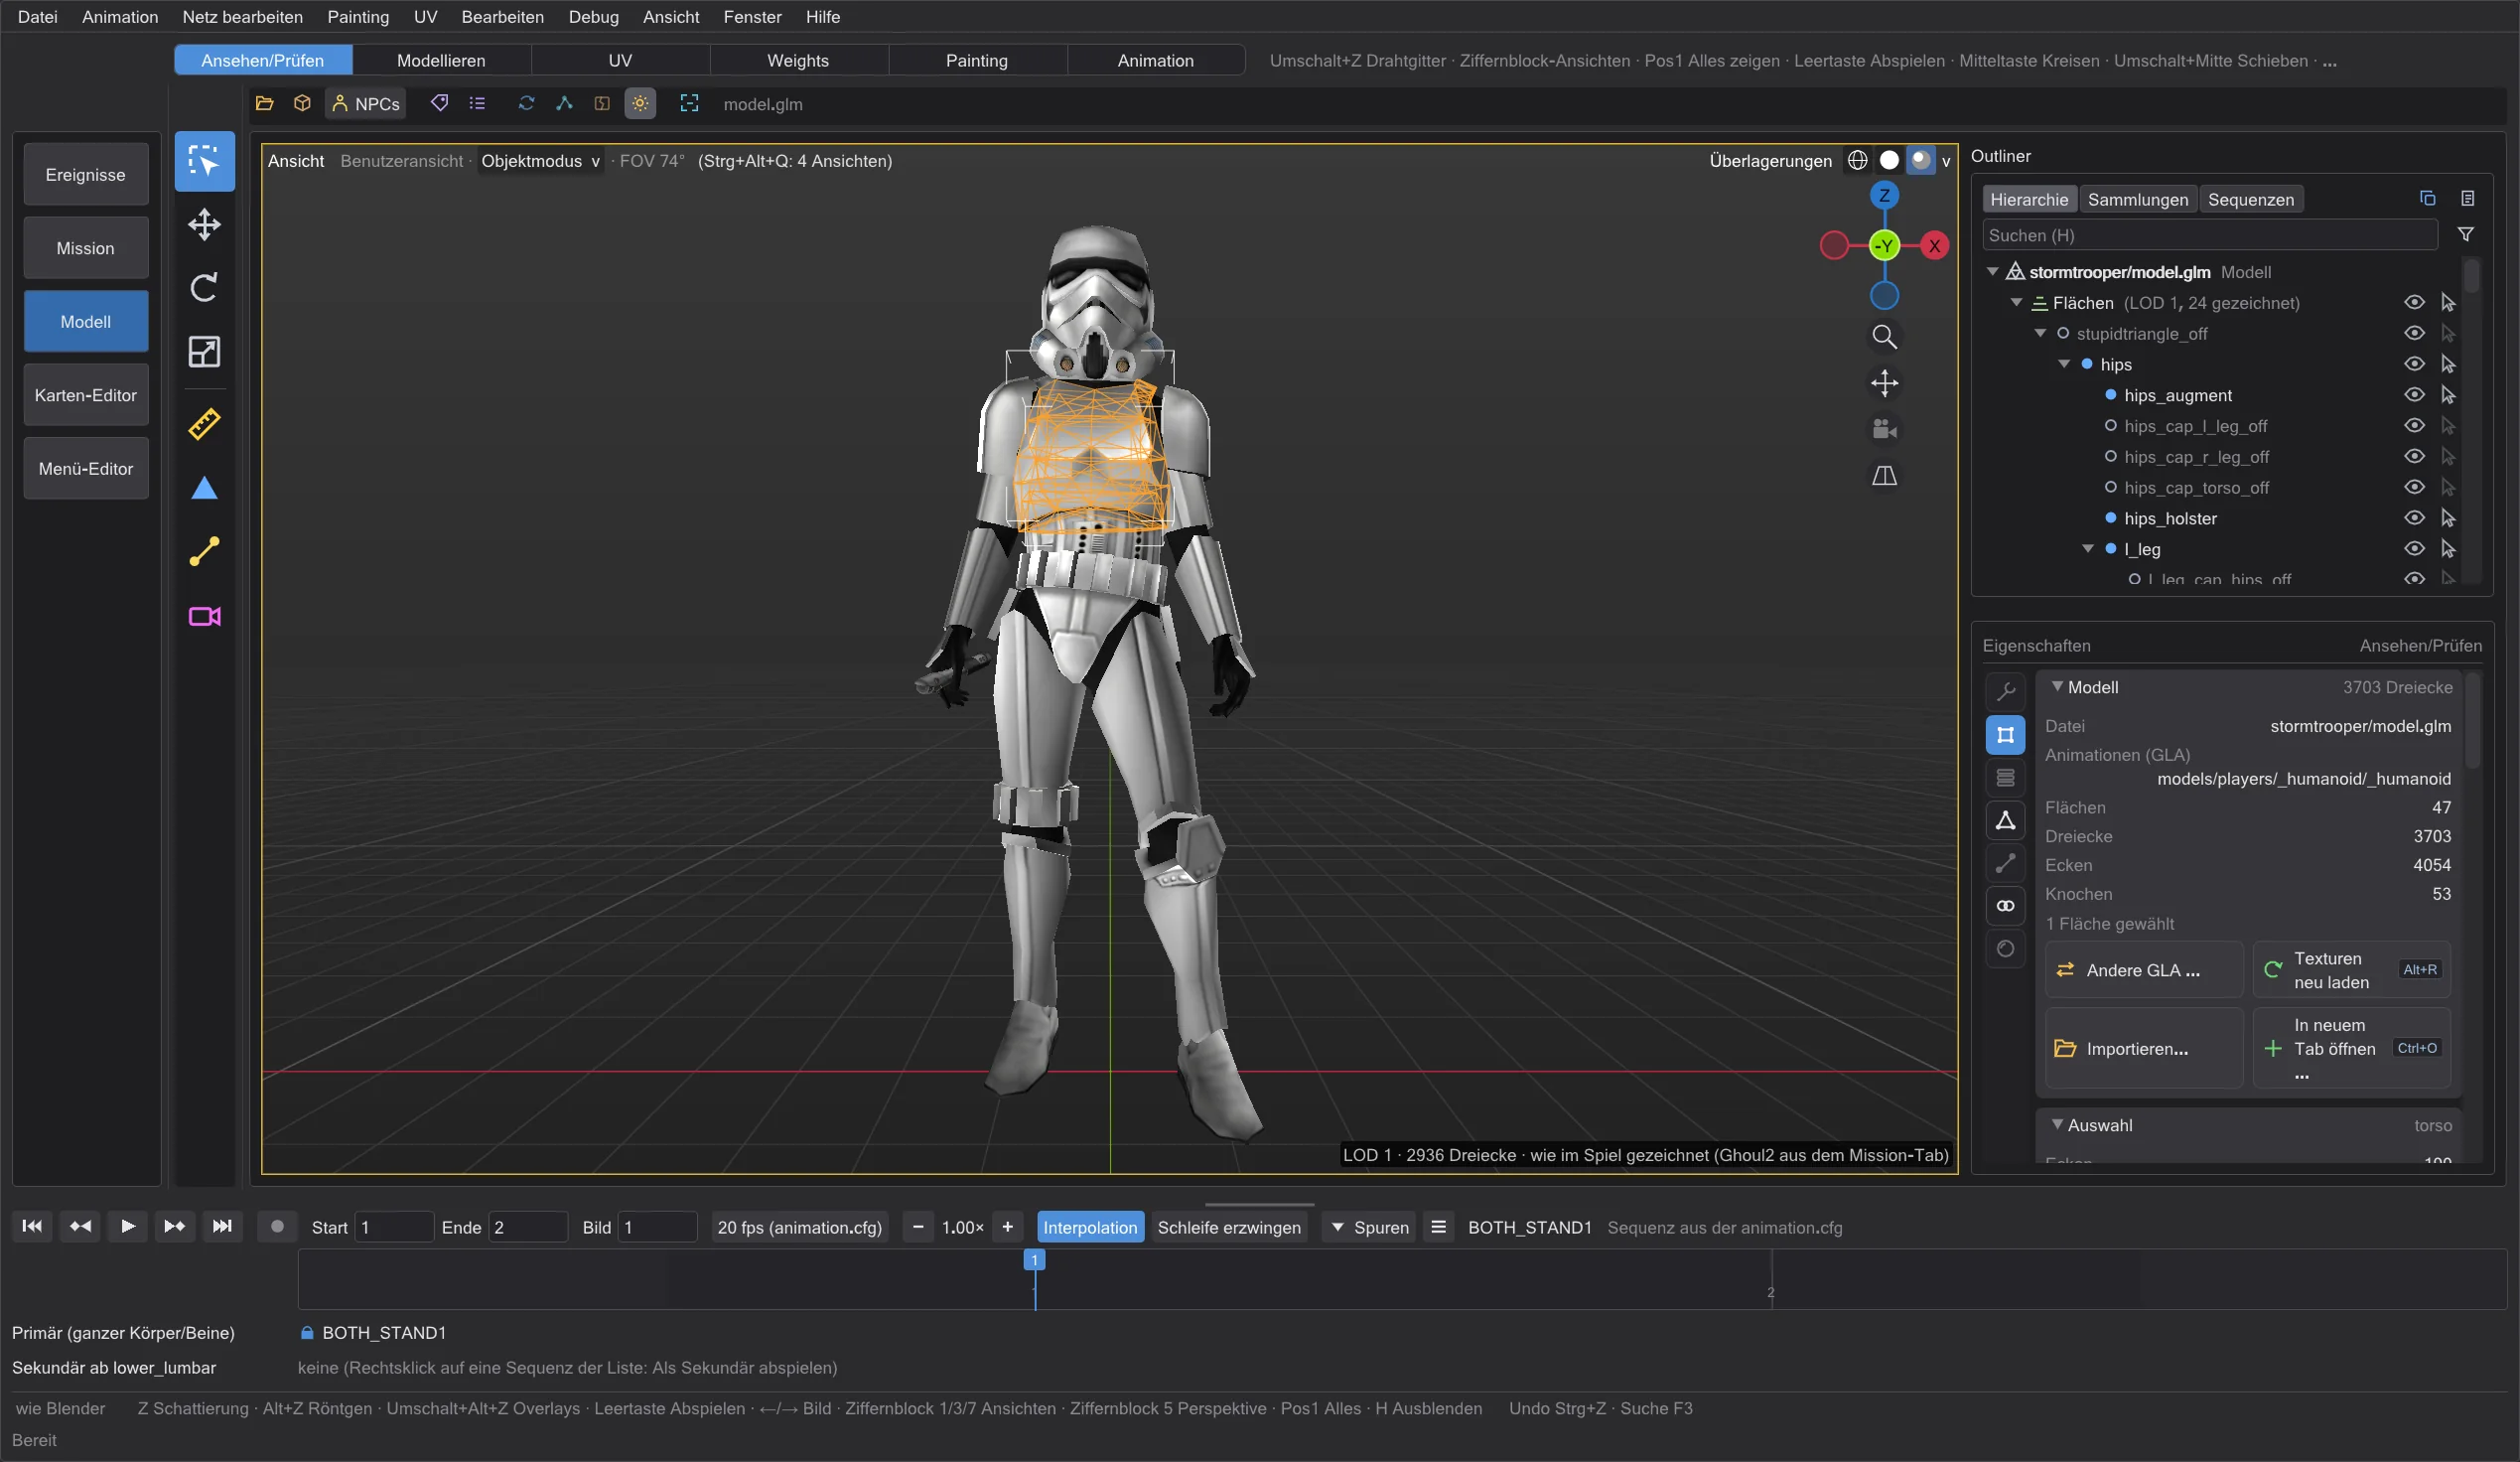 Datei Animation Netz bearbeiten Painting UV Bearbeiten Debug Ansicht Fenster Hilfe
Ansehen/Prüfen Modellieren UV Weights Painting Animation Umschalt+Z Drahtgitter · Ziffernblock-Ansichten · Pos1 Alles zeigen · Leertaste Abspielen · Mitteltaste Kreisen · Umschalt+Mitte Schieben · ...
NPCs model.glm
Ereignisse
Mission
Modell
Karten-Editor
Menü-Editor
Ansicht Benutzeransicht · Objektmodus v · FOV 74° (Strg+Alt+Q: 4 Ansichten) Überlagerungen v
Z
-Y X
LOD 1 · 2936 Dreiecke · wie im Spiel gezeichnet (Ghoul2 aus dem Mission-Tab)
Outliner
Hierarchie Sammlungen Sequenzen
Suchen (H)
stormtrooper/model.glm Modell
Flächen (LOD 1, 24 gezeichnet)
stupidtriangle_off
hips
hips_augment
hips_cap_l_leg_off
hips_cap_r_leg_off
hips_cap_torso_off
hips_holster
l_leg
l_leg_cap_hips_off
Eigenschaften Ansehen/Prüfen
Modell 3703 Dreiecke
Datei stormtrooper/model.glm
Animationen (GLA)
models/players/_humanoid/_humanoid
Flächen 47
Dreiecke 3703
Ecken 4054
Knochen 53
1 Fläche gewählt
Andere GLA ...
Texturen
neu laden
Alt+R
Importieren...
In neuem
Tab öffnen
...
Ctrl+O
Auswahl torso
Start 1 Ende 2 Bild 1 20 fps (animation.cfg) − 1.00× + Interpolation Schleife erzwingen Spuren BOTH_STAND1 Sequenz aus der animation.cfg
1
2
Primär (ganzer Körper/Beine) BOTH_STAND1
Sekundär ab lower_lumbar keine (Rechtsklick auf eine Sequenz der Liste: Als Sekundär abspielen)
wie Blender Z Schattierung · Alt+Z Röntgen · Umschalt+Alt+Z Overlays · Leertaste Abspielen · ←/→ Bild · Ziffernblock 1/3/7 Ansichten · Ziffernblock 5 Perspektive · Pos1 Alles · H Ausblenden Undo Strg+Z · Suche F3
Bereit